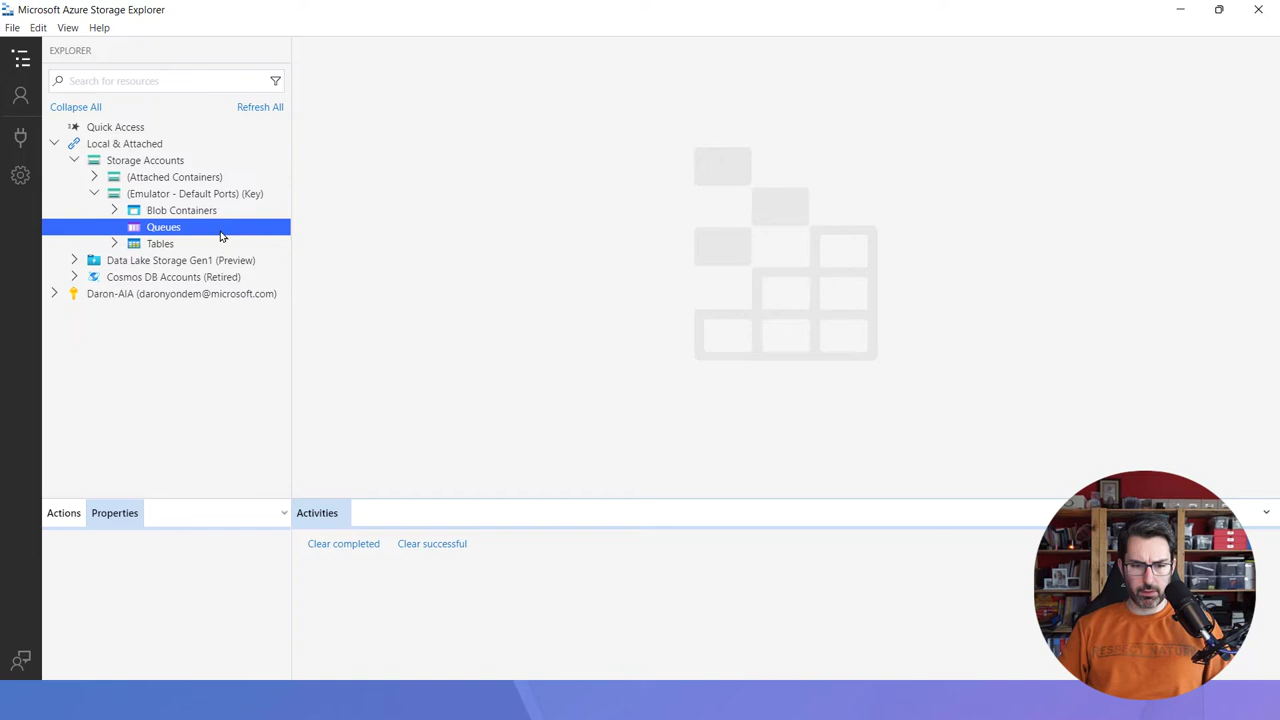 Microsoft Azure Storage Explorer
File Edit View Help
EXPLORER
Search for resources
Collapse All Refresh All
Quick Access
Local & Attached
Storage Accounts
(Attached Containers)
(Emulator - Default Ports) (Key)
Blob Containers
Queues
Tables
Data Lake Storage Gen1 (Preview)
Cosmos DB Accounts (Retired)
Daron-AIA (daronyondem@microsoft.com)
Actions Properties Activities
Clear completed Clear successful
RESPECT NATURE